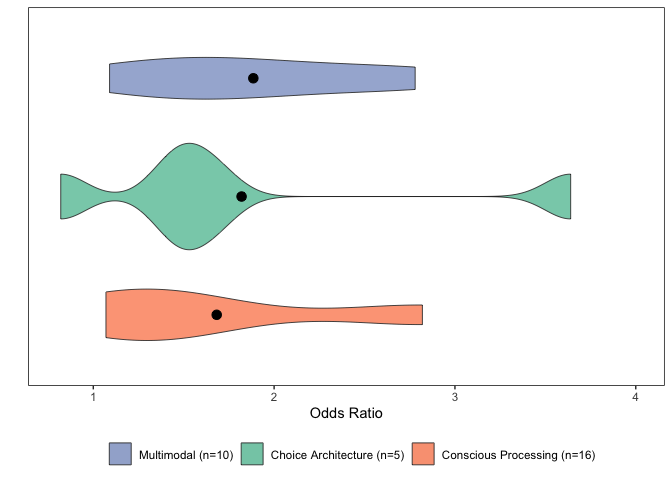 1 2 3 4
Odds Ratio
Multimodal (n=10) Choice Architecture (n=5) Conscious Processing (n=16)